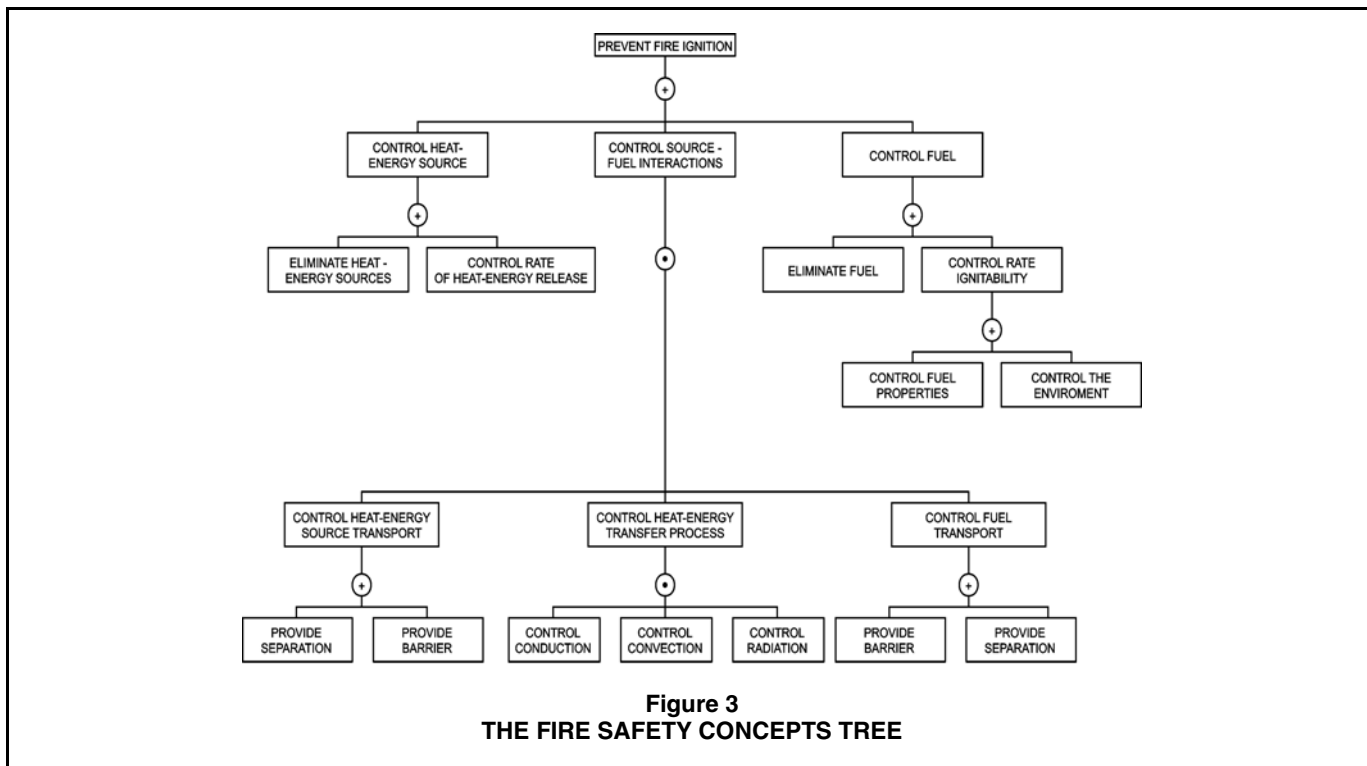 PREVENT FIRE IGNITION
+
CONTROL HEAT-
ENERGY SOURCE
CONTROL SOURCE -
FUEL INTERACTIONS
CONTROL FUEL
+
+
ELIMINATE HEAT -
ENERGY SOURCES
CONTROL RATE
OF HEAT-ENERGY RELEASE
•
ELIMINATE FUEL
CONTROL RATE
IGNITABILITY
+
CONTROL FUEL
PROPERTIES
CONTROL THE
ENVIROMENT
CONTROL HEAT-ENERGY
SOURCE TRANSPORT
CONTROL HEAT-ENERGY
TRANSFER PROCESS
CONTROL FUEL
TRANSPORT
+
•
+
PROVIDE
SEPARATION
PROVIDE
BARRIER
CONTROL
CONDUCTION
CONTROL
CONVECTION
CONTROL
RADIATION
PROVIDE
BARRIER
PROVIDE
SEPARATION
Figure 3
THE FIRE SAFETY CONCEPTS TREE